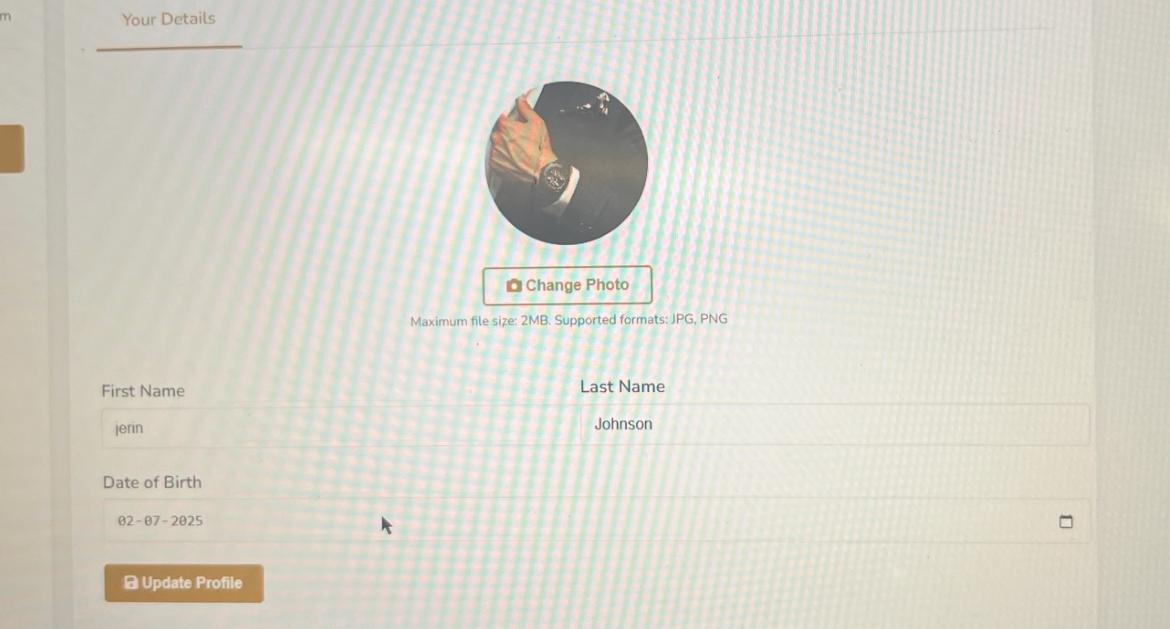 m
Your Details
Change Photo
Maximum file size: 2MB. Supported formats: JPG, PNG
First Name
Last Name
jerin
Johnson
Date of Birth
02-07-2025
Update Profile